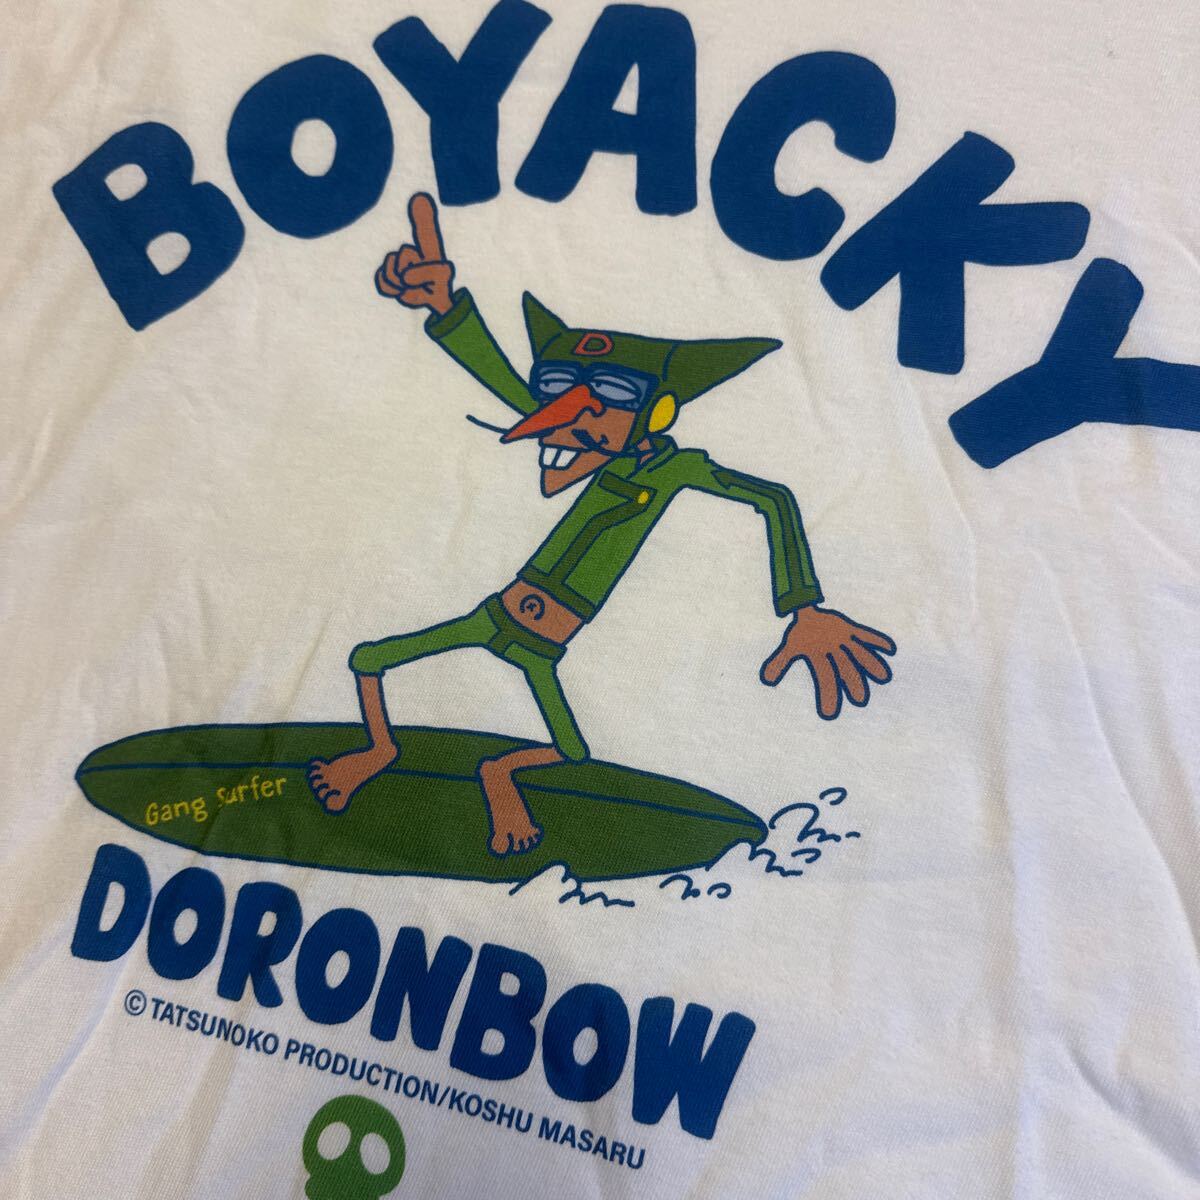 BOYACKY
D
Gang Surfer
DORONBOW
© TATSUNOKO PRODUCTION/KOSHU MASARU